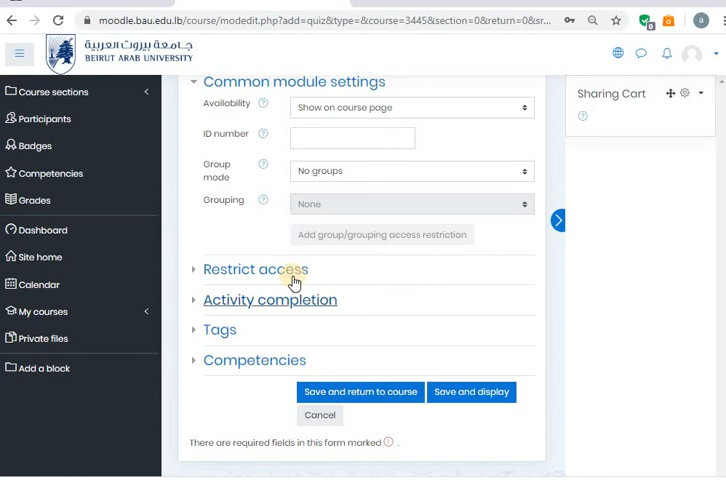 moodle.bau.edu.lb/course/modedit.php?add=quiz&type=&course=3445&section=0&return=0&sr...
a
جامعة بيروت العربية
BEIRUT ARAB UNIVERSITY
0
Course sections
Participants
Badges
Competencies
Grades
Dashboard
Site home
Calendar
My courses
Private files
Add a block
Common module settings
Availability ? Show on course page
ID number ?
Group mode ? No groups
Grouping ? None
Add group/grouping access restriction
Restrict access
Activity completion
Tags
Competencies
Save and return to course Save and display
Cancel
There are required fields in this form marked ! .
Sharing Cart
?